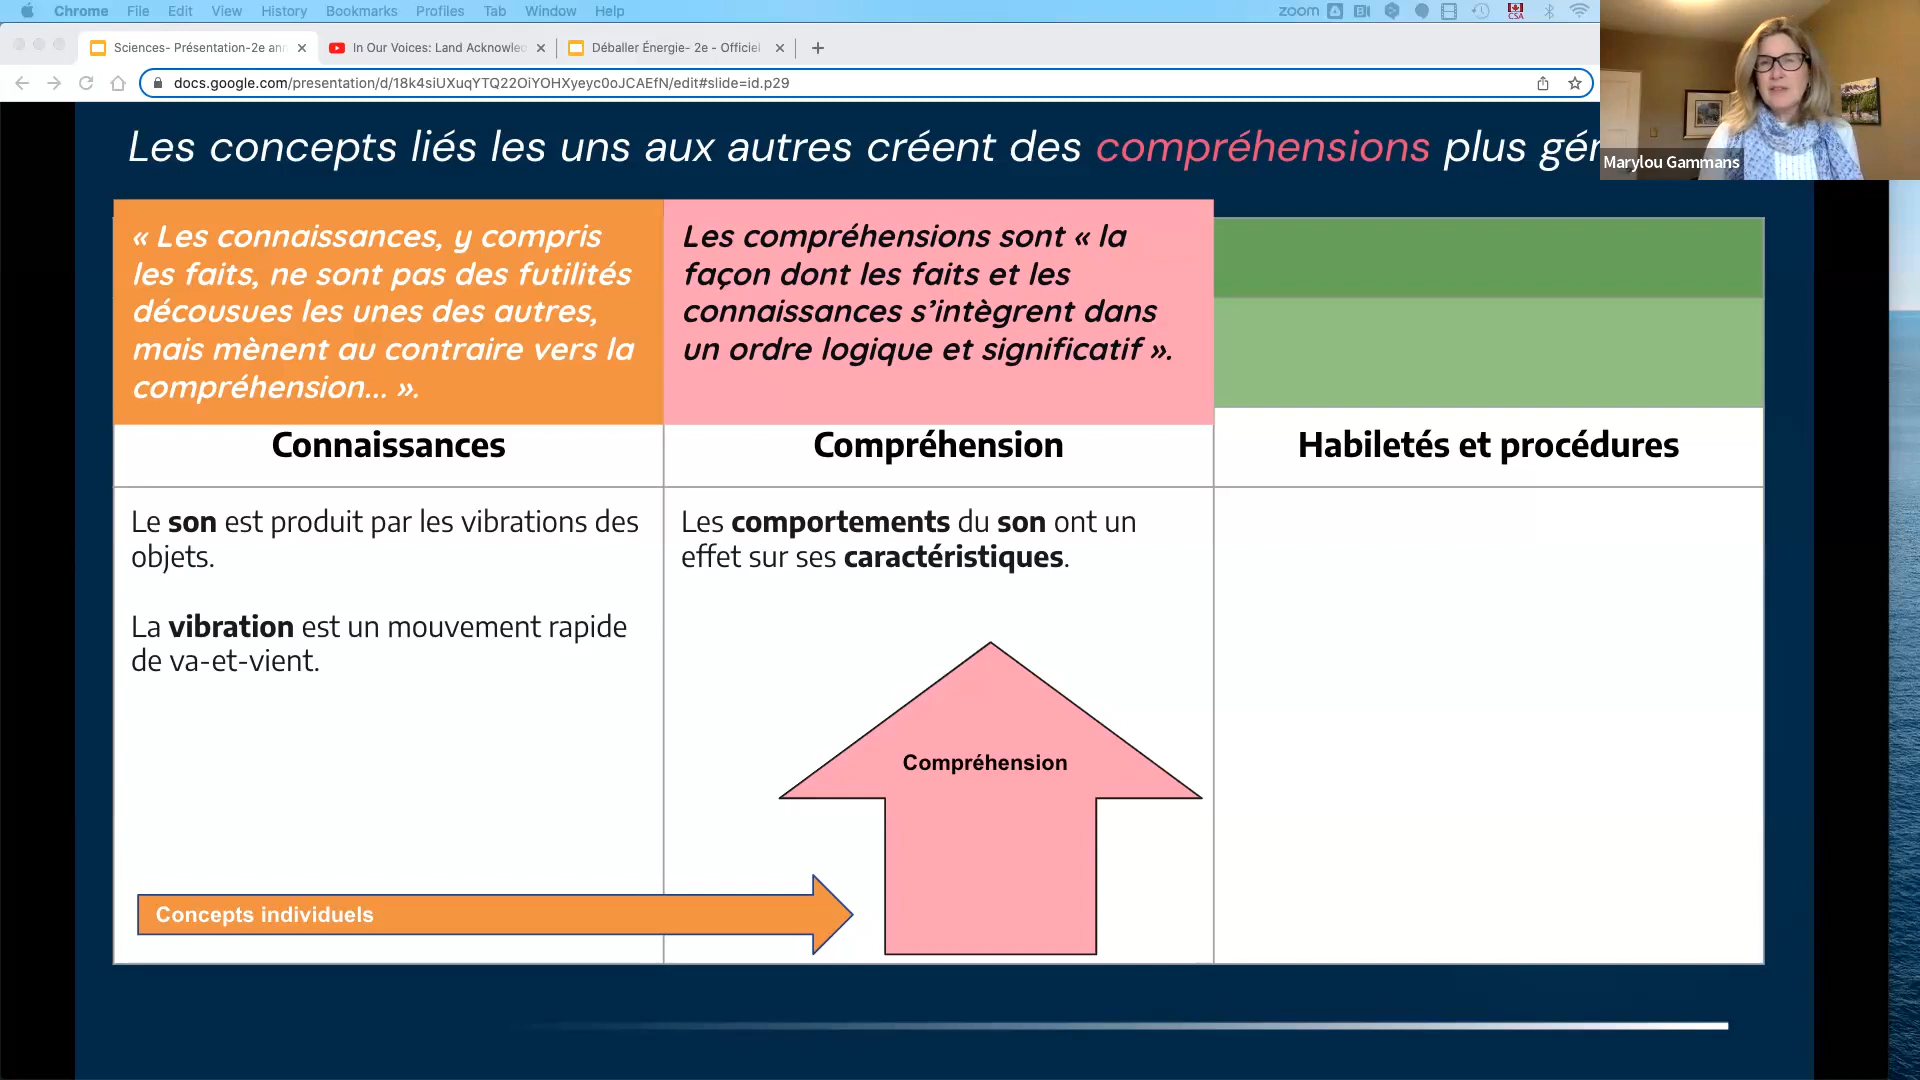 Chrome File Edit View History Bookmarks Profiles Tab Window Help zoom CSA
Sciences- Présentation-2e ann
In Our Voices: Land Acknowled
Déballer Énergie- 2e - Officiel
docs.google.com/presentation/d/18k4siUXuqYTQ22OiYOHXyeyc0oJCAEfN/edit#slide=id.p29
Marylou Gammans
Les concepts liés les uns aux autres créent des compréhensions plus gér
« Les connaissances, y compris
les faits, ne sont pas des futilités
décousues les unes des autres,
mais mènent au contraire vers la
compréhension... ».
Les compréhensions sont « la
façon dont les faits et les
connaissances s’intègrent dans
un ordre logique et significatif ».
Connaissances
Compréhension
Habiletés et procédures
Le son est produit par les vibrations des
objets.
La vibration est un mouvement rapide
de va-et-vient.
Les comportements du son ont un
effet sur ses caractéristiques.
Compréhension
Concepts individuels